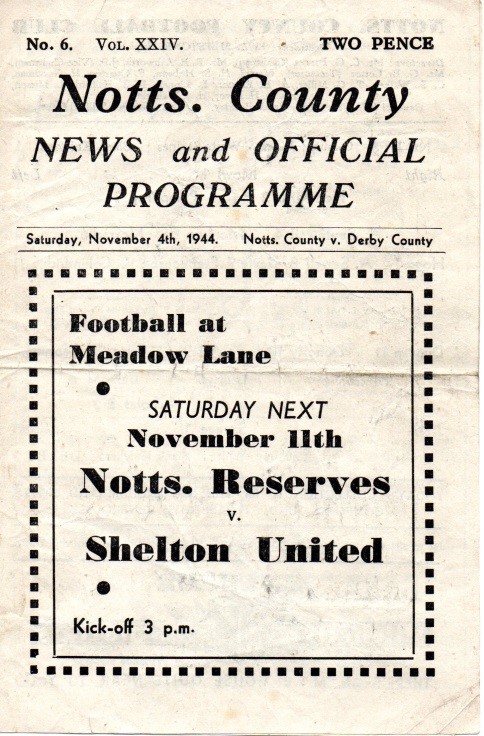 No. 6. Vol. XXIV. TWO PENCE
Notts. County
NEWS and OFFICIAL
PROGRAMME
Saturday, November 4th, 1944. Notts. County v. Derby County
Football at
Meadow Lane
SATURDAY NEXT
November 11th
Notts. Reserves
v.
Shelton United
Kick-off 3 p.m.